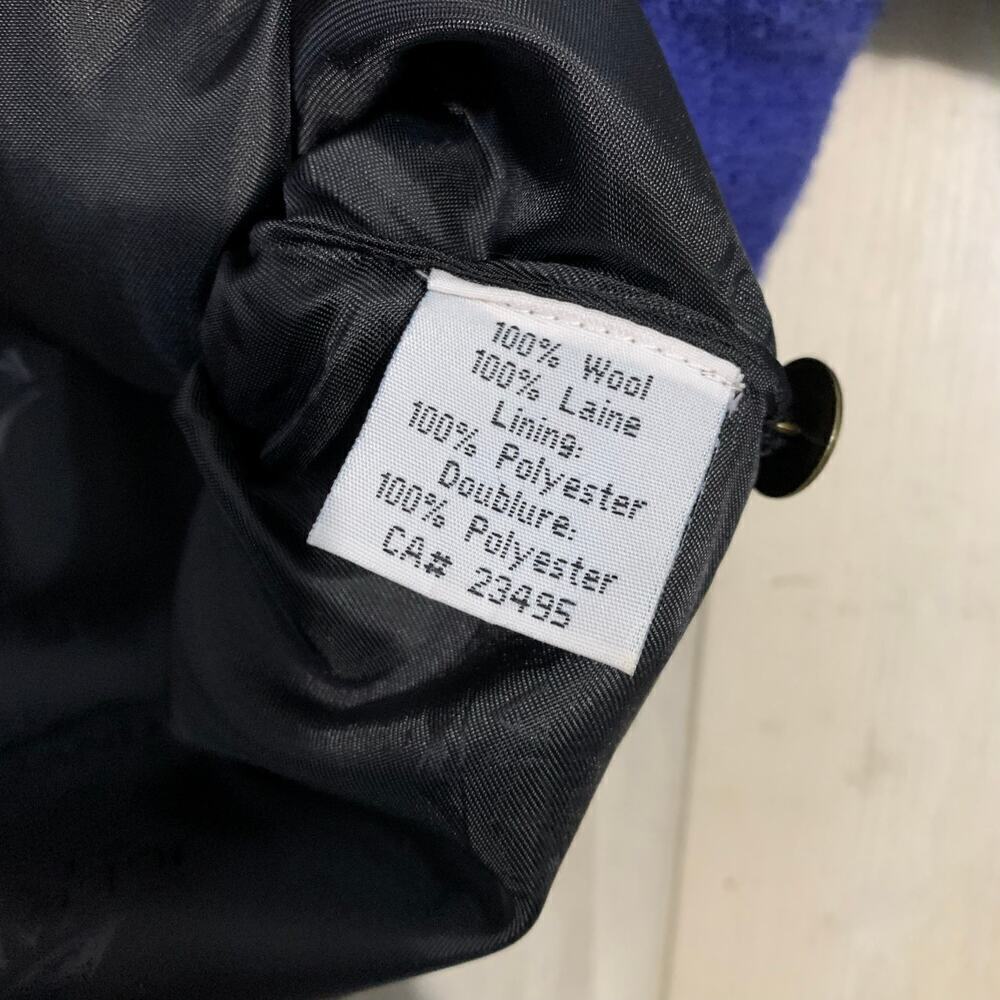 100% Wool
100% Laine
Lining:
100% Polyester
Doublure:
100% Polyester
CA# 23495